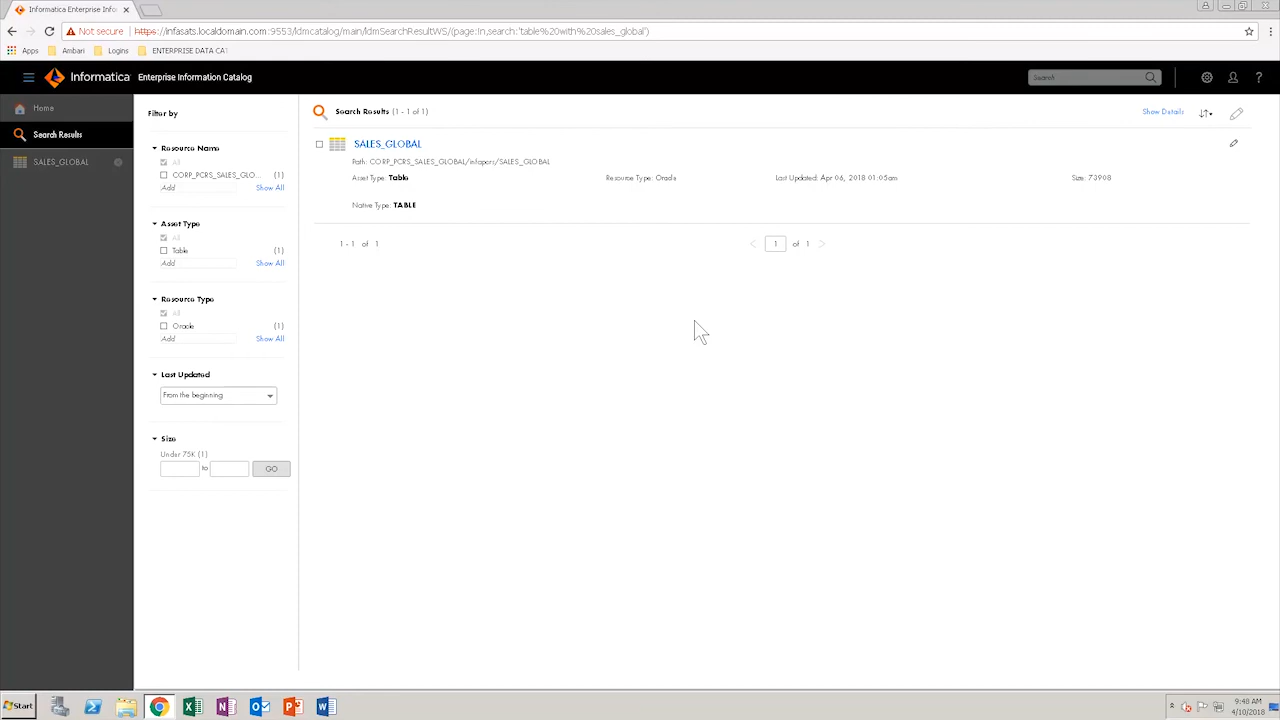 Informatica Enterprise Info
Not secure https://infasats.localdomain.com:9553/ldmcatalog/main/ldmSearchResultWS/(page:!n,search:'table%20with%20sales_global')
Apps Ambari Logins ENTERPRISE DATA CAT
Informatica Enterprise Information Catalog Search ?
Home
Search Results
SALES_GLOBAL
Filter by
Resource Name
All
CORP_PCRS_SALES_GLO... (1)
Add Show All
Asset Type
All
Table (1)
Add Show All
Resource Type
All
Oracle (1)
Add Show All
Last Updated
From the beginning
Size
Under 75K (1)
to GO
Search Results (1 - 1 of 1) Show Details
SALES_GLOBAL
Path: CORP_PCRS_SALES_GLOBAL/infapors/SALES_GLOBAL
Asset Type: Table Resource Type: Oracle Last Updated: Apr 06, 2018 01:05am Size: 73908
Native Type: TABLE
1 - 1 of 1 1 of 1
Start 9:48 AM
4/10/2018